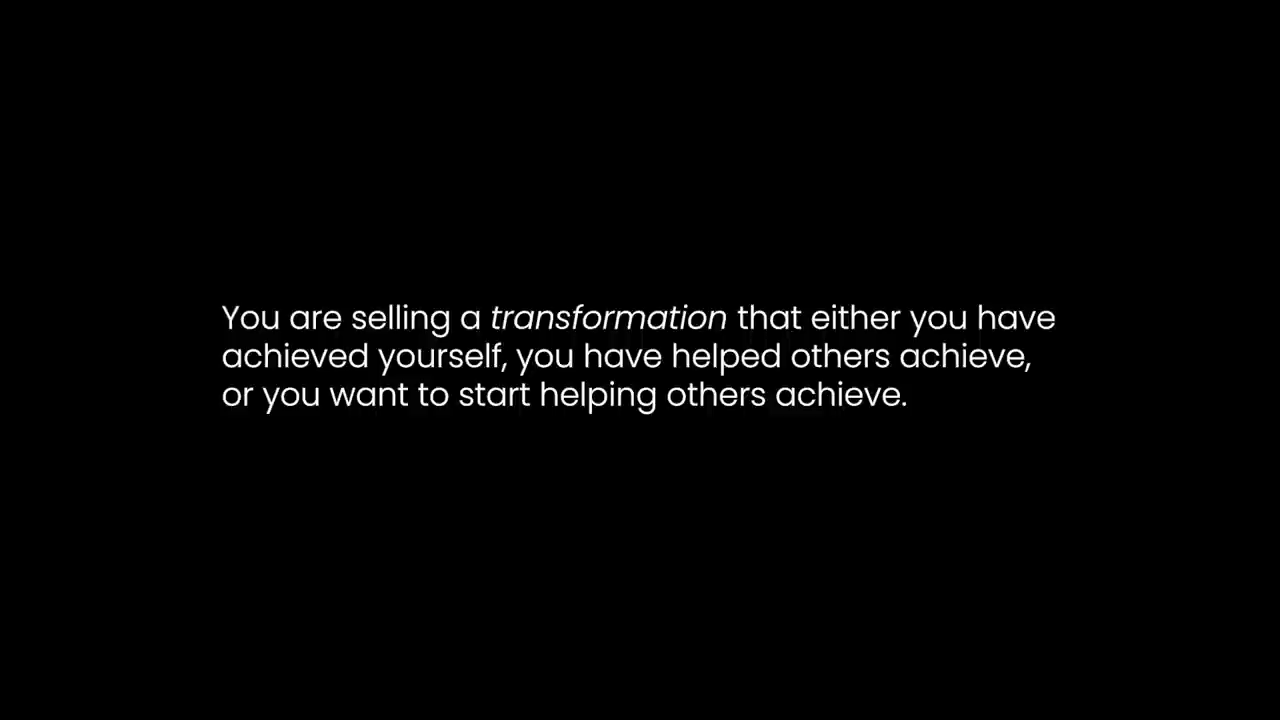 You are selling a transformation that either you have
achieved yourself, you have helped others achieve,
or you want to start helping others achieve.